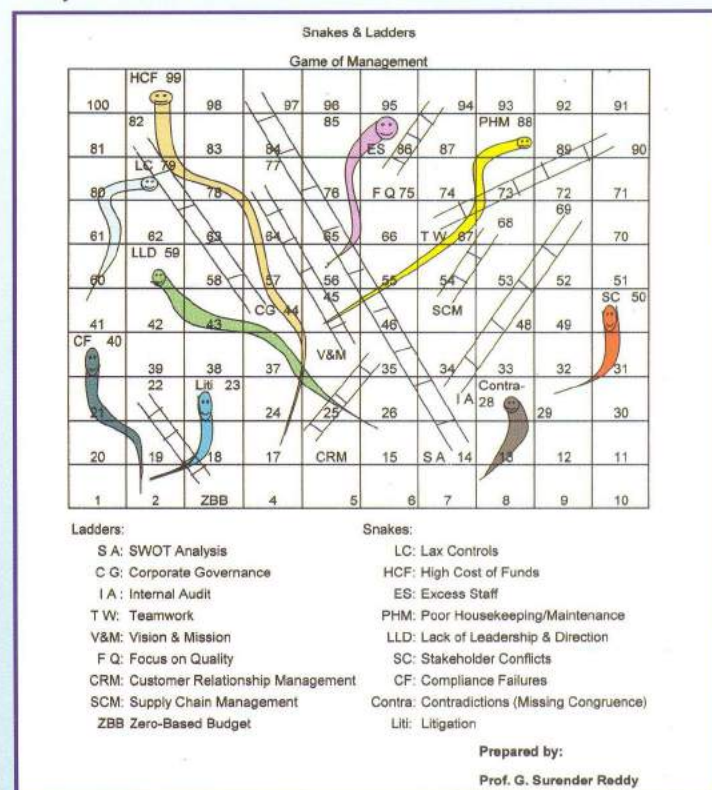 Snakes & Ladders
Game of Management
HCF 99
100 98 97 96 95 94 93 92 91
82 85 PHM 88
81 83 84 ES 86 87 89 90
LC 79 77
80 78 76 F Q 75 74 73 72 71
68 69
61 62 63 64 65 66 T W 67 70
LLD 59
60 58 57 56 55 54 53 52 51
CG 44 45 SCM SC 50
41 42 43 46 48 49
CF 40 V&M
39 38 37 35 34 33 32 31
22 Liti 23 I A Contra-
28
21 24 25 26 29 30
20 19 18 17 CRM 15 S A 14 13 12 11
1 2 ZBB 4 5 6 7 8 9 10
Ladders: Snakes:
S A: SWOT Analysis LC: Lax Controls
C G: Corporate Governance HCF: High Cost of Funds
I A : Internal Audit ES: Excess Staff
T W: Teamwork PHM: Poor Housekeeping/Maintenance
V&M: Vision & Mission LLD: Lack of Leadership & Direction
F Q: Focus on Quality SC: Stakeholder Conflicts
CRM: Customer Relationship Management CF: Compliance Failures
SCM: Supply Chain Management Contra: Contradictions (Missing Congruence)
ZBB Zero-Based Budget Liti: Litigation
Prepared by:
Prof. G. Surender Reddy